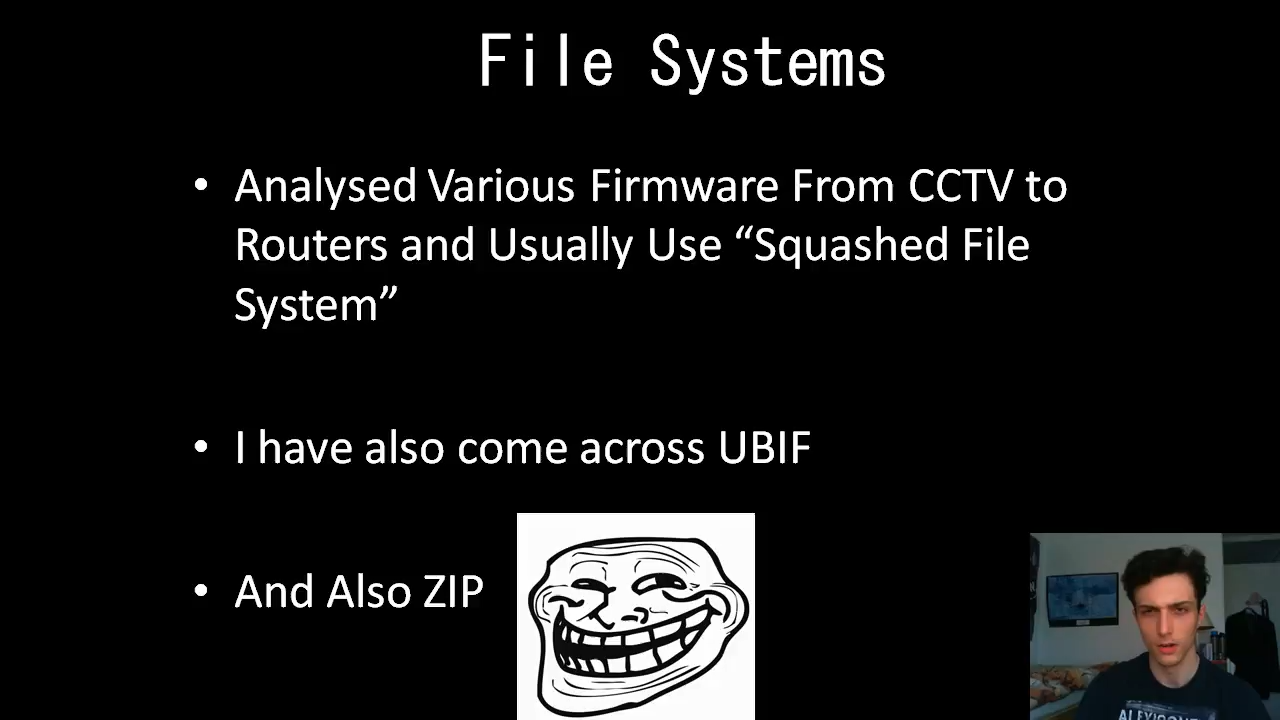 File Systems
• Analysed Various Firmware From CCTV to
Routers and Usually Use “Squashed File
System”
• I have also come across UBIF
• And Also ZIP